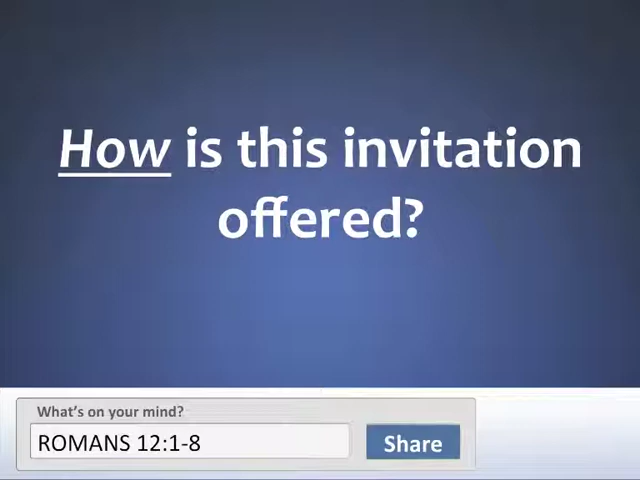 How is this invitation
offered?
What's on your mind?
ROMANS 12:1-8
Share